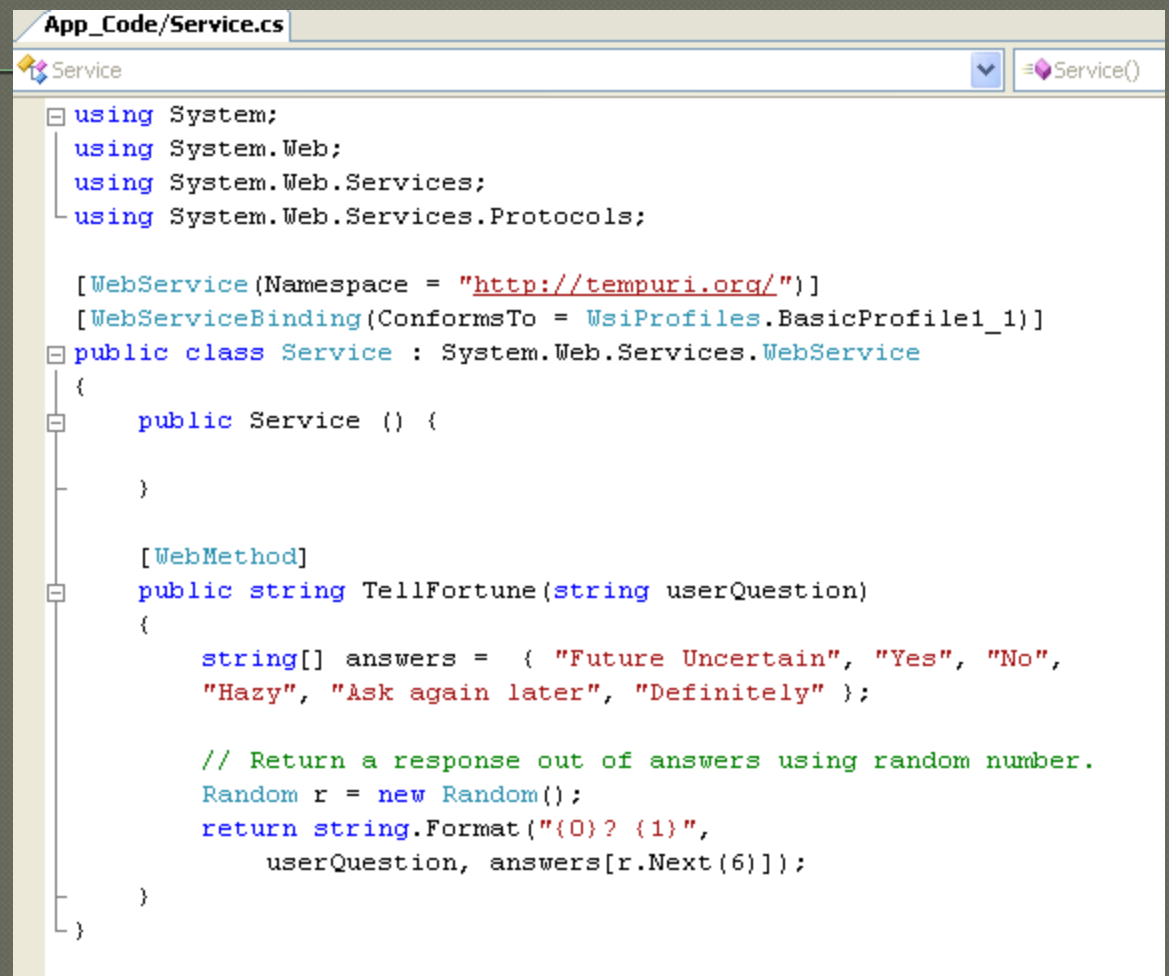 App_Code/Service.cs
Service Service()
using System;
using System.Web;
using System.Web.Services;
using System.Web.Services.Protocols;
[WebService(Namespace = "http://tempuri.org/")]
[WebServiceBinding(ConformsTo = WsiProfiles.BasicProfile1_1)]
public class Service : System.Web.Services.WebService
{
public Service () {
}
[WebMethod]
public string TellFortune(string userQuestion)
{
string[] answers =  { "Future Uncertain", "Yes", "No",
"Hazy", "Ask again later", "Definitely" };
// Return a response out of answers using random number.
Random r = new Random();
return string.Format("{0}? {1}",
userQuestion, answers[r.Next(6)]);
}
}